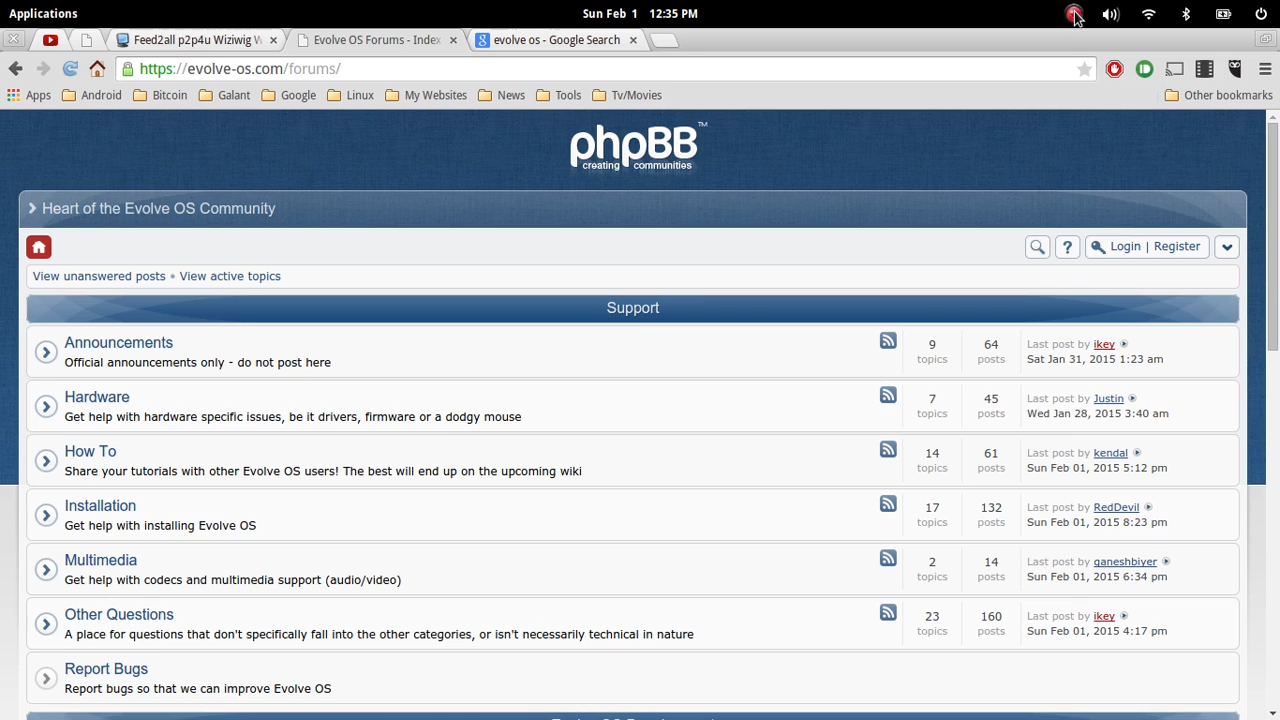 Applications
Sun Feb 1 12:35 PM
Feed2all p2p4u Wiziwig W
Evolve OS Forums - Index
evolve os - Google Search
https://evolve-os.com/forums/
Apps Android Bitcoin Galant Google Linux My Websites News Tools Tv/Movies Other bookmarks
phpBB™
creating communities
Heart of the Evolve OS Community
? Login | Register
View unanswered posts • View active topics
Support
Announcements
Official announcements only - do not post here
9 topics
64 posts
Last post by ikey
Sat Jan 31, 2015 1:23 am
Hardware
Get help with hardware specific issues, be it drivers, firmware or a dodgy mouse
7 topics
45 posts
Last post by Justin
Wed Jan 28, 2015 3:40 am
How To
Share your tutorials with other Evolve OS users! The best will end up on the upcoming wiki
14 topics
61 posts
Last post by kendal
Sun Feb 01, 2015 5:12 pm
Installation
Get help with installing Evolve OS
17 topics
132 posts
Last post by RedDevil
Sun Feb 01, 2015 8:23 pm
Multimedia
Get help with codecs and multimedia support (audio/video)
2 topics
14 posts
Last post by ganeshbiyer
Sun Feb 01, 2015 6:34 pm
Other Questions
A place for questions that don't specifically fall into the other categories, or isn't necessarily technical in nature
23 topics
160 posts
Last post by ikey
Sun Feb 01, 2015 4:17 pm
Report Bugs
Report bugs so that we can improve Evolve OS